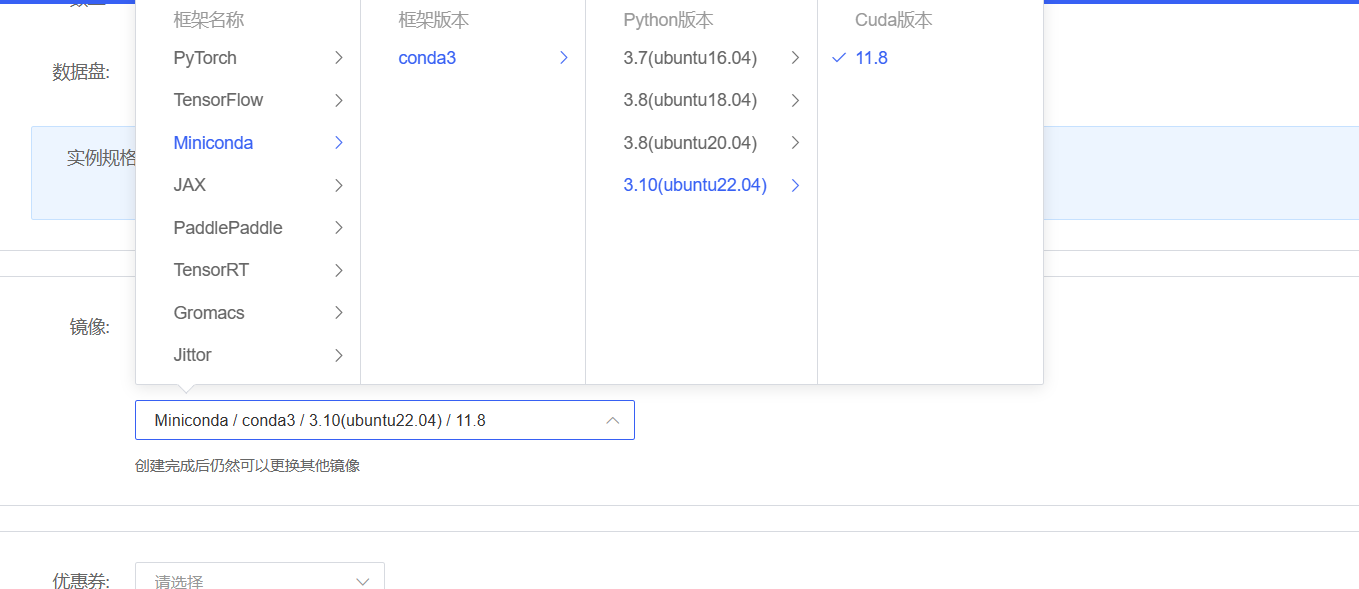 框架名称
PyTorch
TensorFlow
Miniconda
JAX
PaddlePaddle
TensorRT
Gromacs
Jittor
框架版本
conda3
Python版本
3.7(ubuntu16.04)
3.8(ubuntu18.04)
3.8(ubuntu20.04)
3.10(ubuntu22.04)
Cuda版本
11.8
数据盘:
实例规格
镜像:
Miniconda / conda3 / 3.10(ubuntu22.04) / 11.8
创建完成后仍然可以更换其他镜像
优惠券:
请选择